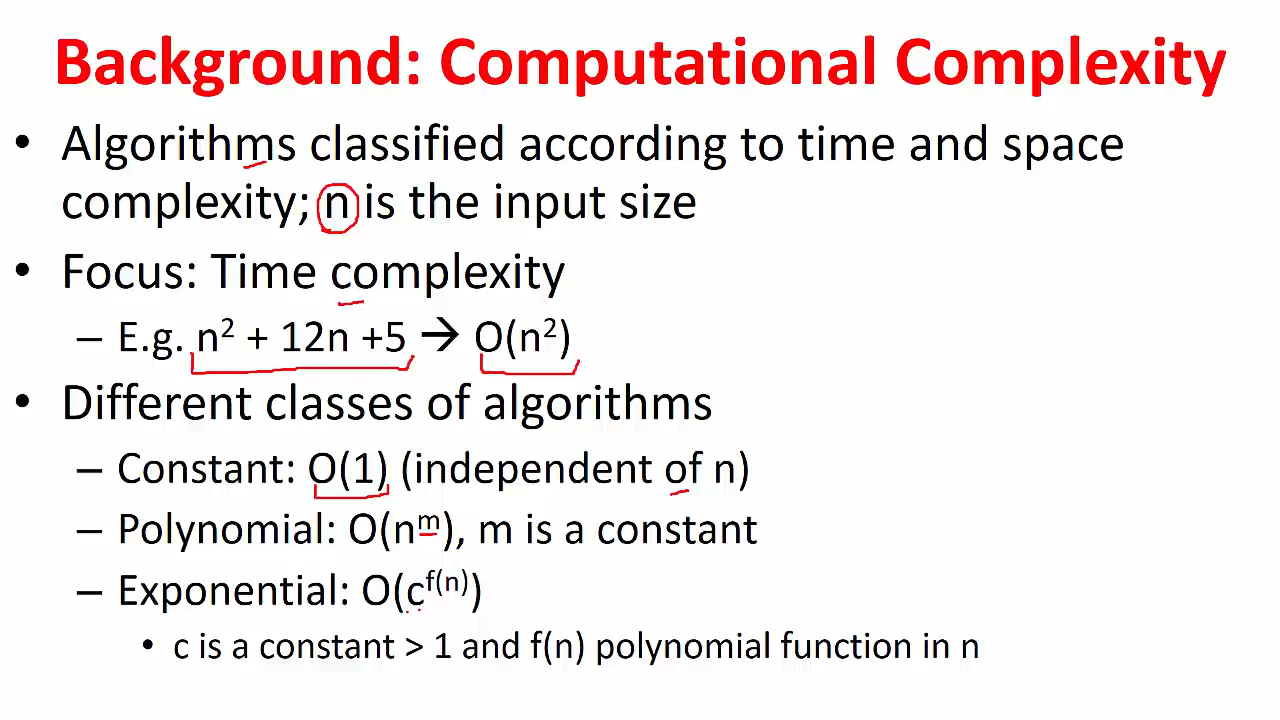 Background: Computational Complexity
• Algorithms classified according to time and space
complexity; n is the input size
• Focus: Time complexity
– E.g. n² + 12n +5 → O(n²)
• Different classes of algorithms
– Constant: O(1) (independent of n)
– Polynomial: O(nᵐ), m is a constant
– Exponential: O(c^f(n))
• c is a constant > 1 and f(n) polynomial function in n